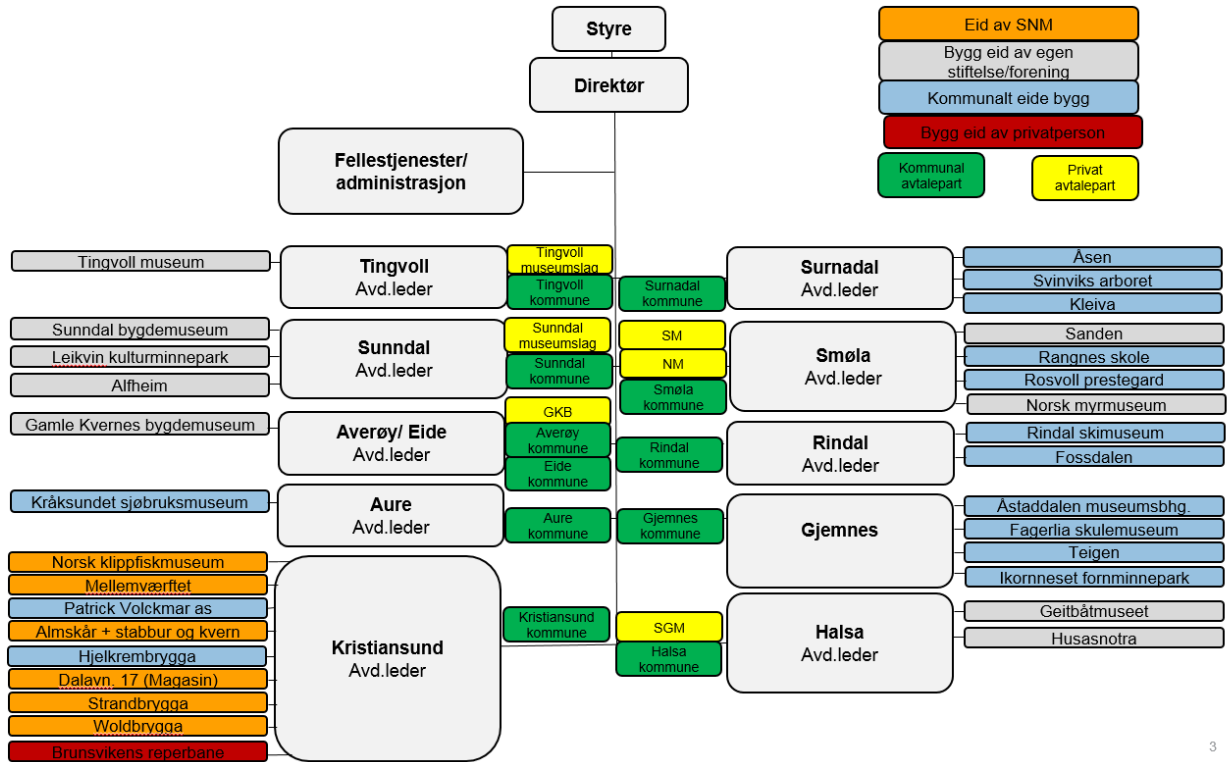 Styre
Direktør
Fellestjenester/
administrasjon
Eid av SNM
Bygg eid av egen
stiftelse/forening
Kommunalt eide bygg
Bygg eid av privatperson
Kommunal
avtalepart
Privat
avtalepart
Tingvoll museum
Tingvoll
Avd.leder
Tingvoll
museumslag
Tingvoll
kommune
Sunndal bygdemuseum
Leikvin kulturminnepark
Alfheim
Sunndal
Avd.leder
Sunndal
museumslag
Sunndal
kommune
Gamle Kvernes bygdemuseum
Averøy/ Eide
Avd.leder
GKB
Averøy
kommune
Eide
kommune
Kråksundet sjøbruksmuseum
Aure
Avd.leder
Aure
kommune
Norsk klippfiskmuseum
Mellemværftet
Patrick Volckmar as
Almskår + stabbur og kvern
Hjelkrembrygga
Dalavn. 17 (Magasin)
Strandbrygga
Woldbrygga
Brunsvikens reperbane
Kristiansund
Avd.leder
Kristiansund
kommune
Surnadal
kommune
Surnadal
Avd.leder
Åsen
Svinviks arboret
Kleiva
SM
NM
Smøla
kommune
Smøla
Avd.leder
Sanden
Rangnes skole
Rosvoll prestegard
Norsk myrmuseum
Rindal
kommune
Rindal
Avd.leder
Rindal skimuseum
Fossdalen
Gjemnes
kommune
Gjemnes
Åstaddalen museumsbhg.
Fagerlia skulemuseum
Teigen
Ikornneset fornminnepark
SGM
Halsa
kommune
Halsa
Avd.leder
Geitbåtmuseet
Husasnotra
3